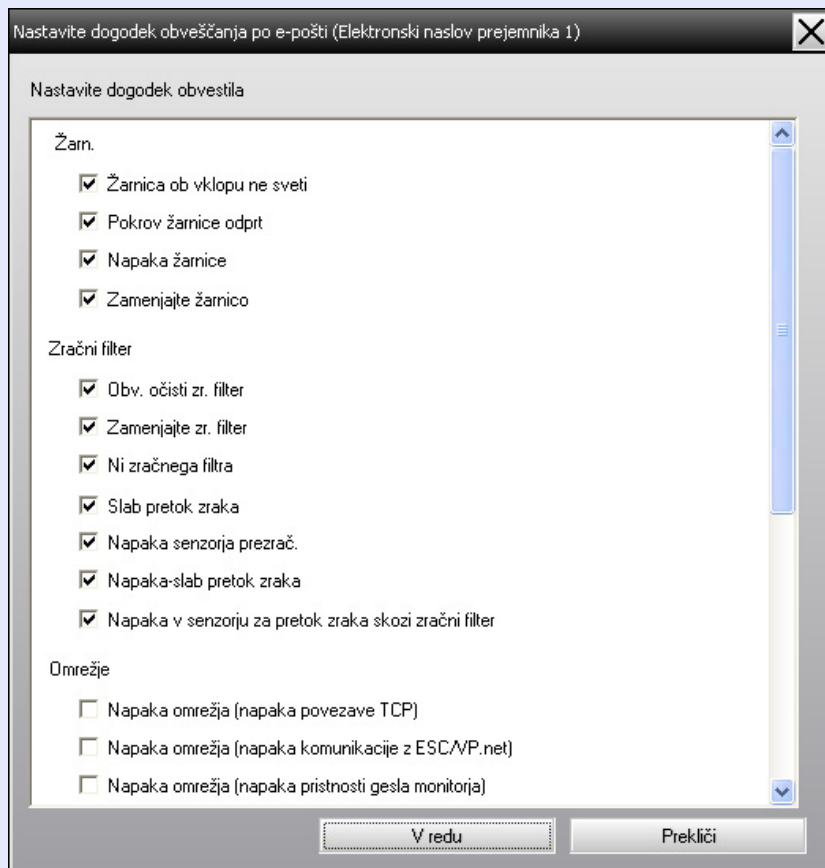 Nastavite dogodek obveščanja po e-pošti (Elektronski naslov prejemnika 1)
Nastavite dogodek obvestila
Žarn.
Žarnica ob vklopu ne sveti
Pokrov žarnice odprt
Napaka žarnice
Zamenjajte žarnico
Zračni filter
Obv. očisti zr. filter
Zamenjajte zr. filter
Ni zračnega filtra
Slab pretok zraka
Napaka senzorja prezrač.
Napaka-slab pretok zraka
Napaka v senzorju za pretok zraka skozi zračni filter
Omrežje
Napaka omrežja (napaka povezave TCP)
Napaka omrežja (napaka komunikacije z ESC/VP.net)
Napaka omrežja (napaka pristnosti gesla monitorja)
V redu
Prekliči